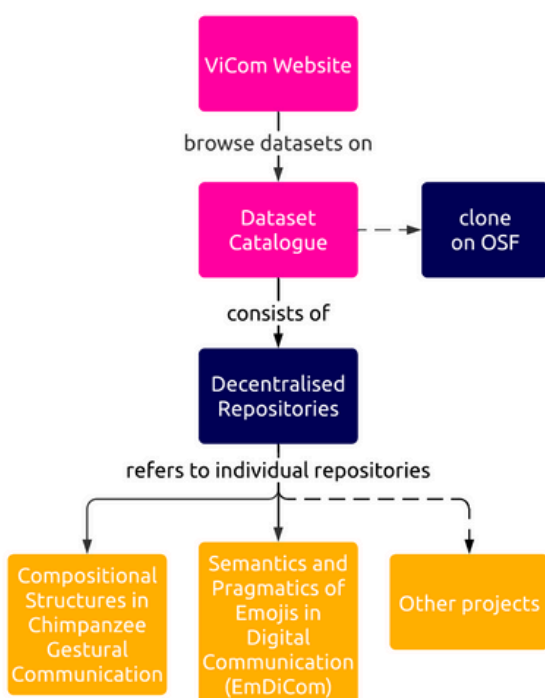 ViCom Website
browse datasets on
Dataset
Catalogue
clone
on OSF
consists of
Decentralised
Repositories
refers to individual repositories
Compositional
Structures in
Chimpanzee
Gestural
Communication
Semantics and
Pragmatics of
Emojis in
Digital
Communication
(EmDiCom)
Other projects